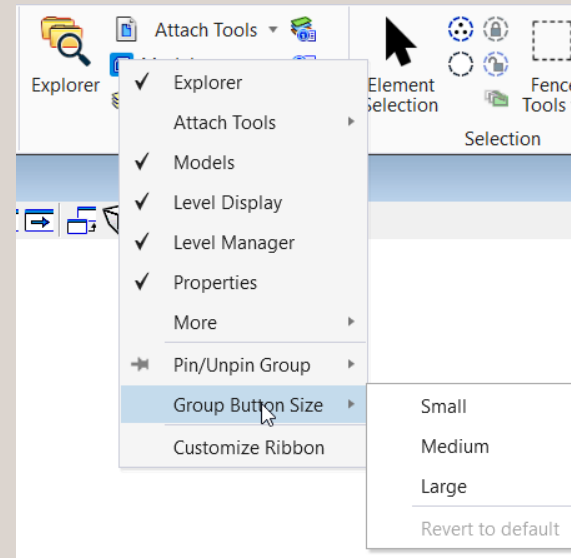 Attach Tools
Explorer
Element
Selection
Fence
Tools
Selection
Explorer
Attach Tools
Models
Level Display
Level Manager
Properties
More
Pin/Unpin Group
Group Button Size
Customize Ribbon
Small
Medium
Large
Revert to default